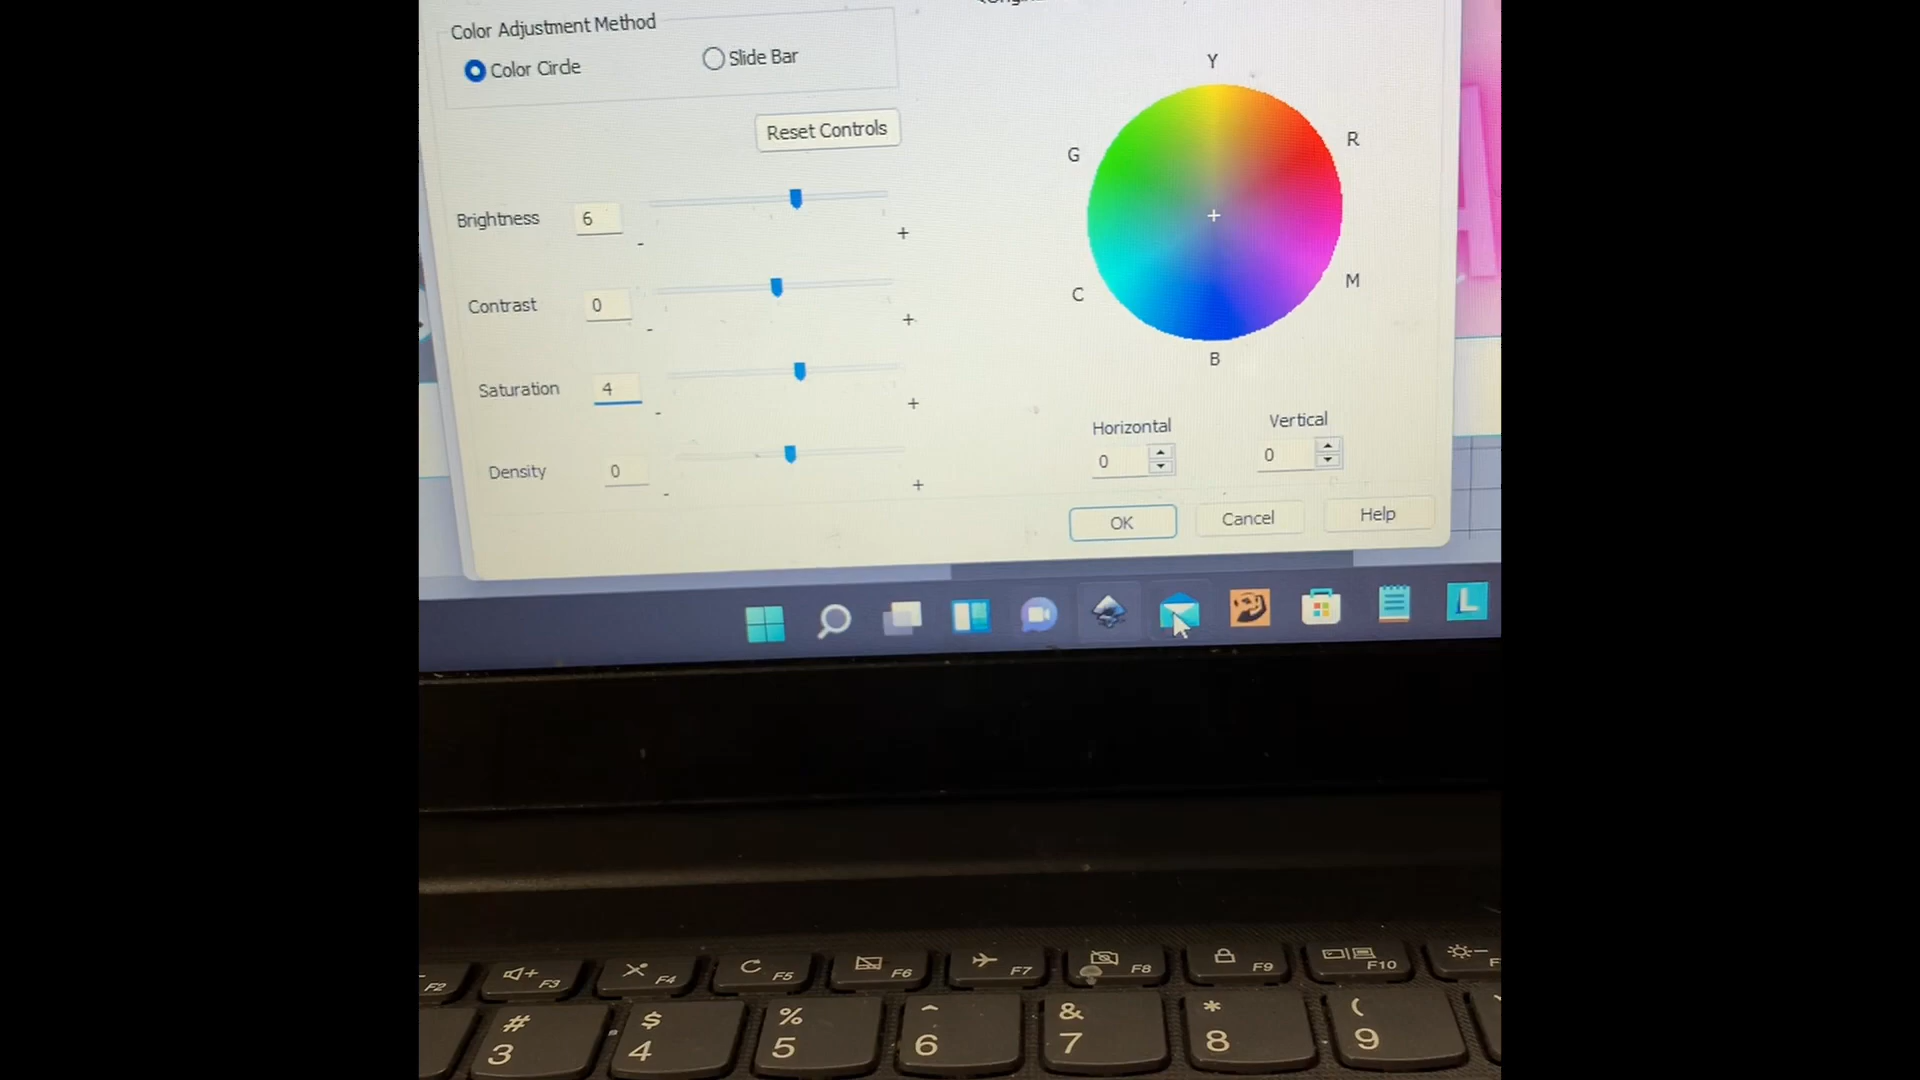 Color Adjustment Method
Color Circle
Slide Bar
Reset Controls
Brightness 6 - +
Contrast 0 - +
Saturation 4 - +
Density 0 - +
Y
G R
C M
B
Horizontal Vertical
0 0
OK Cancel Help
L
F2 F3 F4 F5 F6 F7 F8 F9 F10
# $ % ^ & * (
3 4 5 6 7 8 9